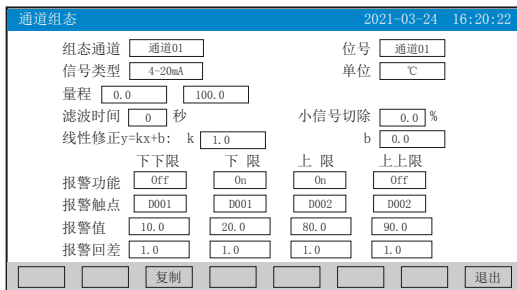 通道组态 2021-03-24 16:20:22
组态通道 通道01 位号 通道01
信号类型 4-20mA 单位 ℃
量程 0.0 100.0
滤波时间 0 秒 小信号切除 0.0 %
线性修正y=kx+b: k 1.0 b 0.0
下下限 下 限 上 限 上上限
报警功能 Off On On Off
报警触点 D001 D001 D002 D002
报警值 10.0 20.0 80.0 90.0
报警回差 1.0 1.0 1.0 1.0
复制 退出